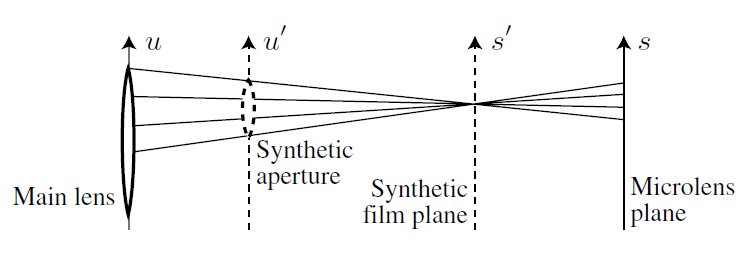 u
u′
s′
s
Synthetic
aperture
Main lens
Synthetic
film plane
Microlens
plane